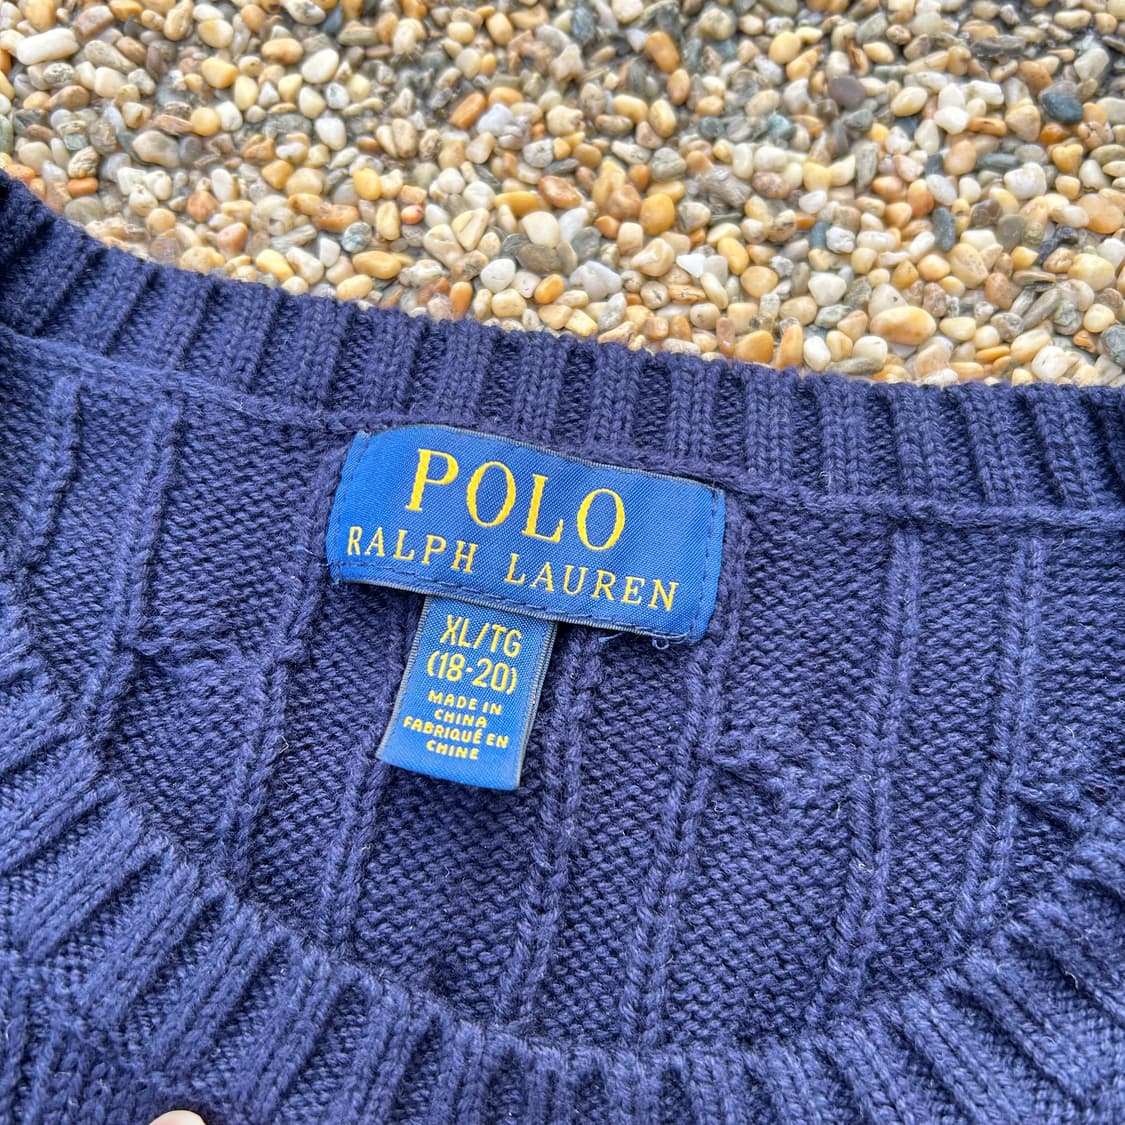 POLO
RALPH LAUREN
XL/TG
(18-20)
MADE IN
CHINA
FABRIQUÉ EN
CHINE